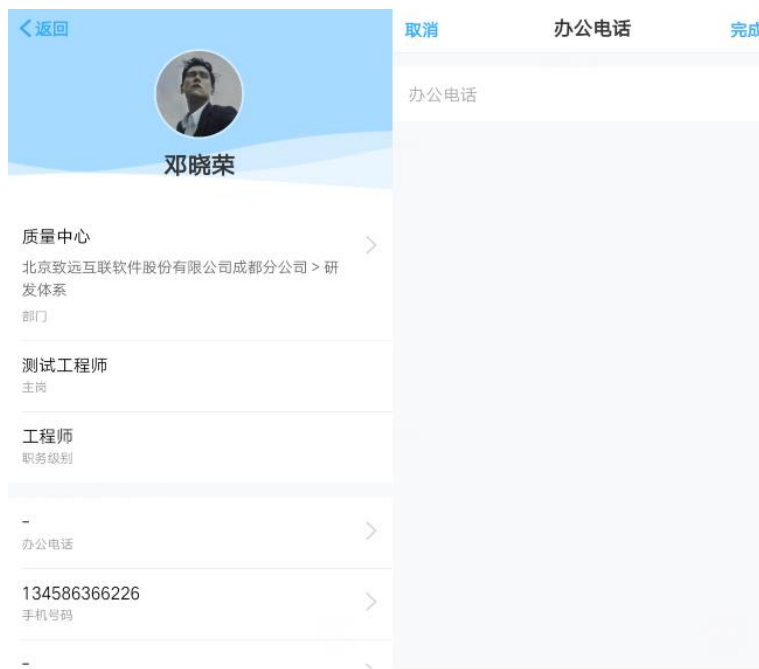 返回
邓晓荣
质量中心
北京致远互联软件股份有限公司成都分公司 > 研
发体系
部门
测试工程师
主岗
工程师
职务级别
-
办公电话
134586366226
手机号码
-
取消
办公电话
完成
办公电话